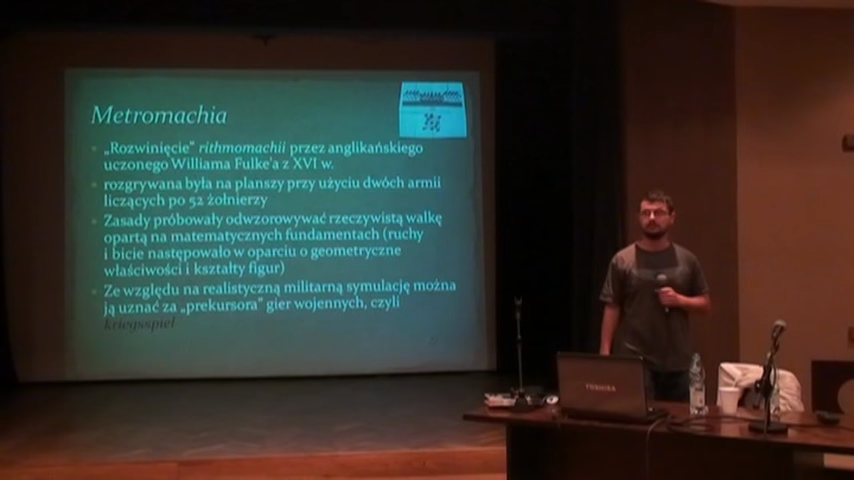 Metromachia
„Rozwinięcie" rithmomachii przez anglikańskiego
uczonego Williama Fulke'a z XVI w.
rozgrywana była na planszy przy użyciu dwóch armii
liczących po 52 żołnierzy
Zasady próbowały odwzorowywać rzeczywistą walkę
opartą na matematycznych fundamentach (ruchy
i bicie następowało w oparciu o geometryczne
właściwości i kształty figur)
Ze względu na realistyczną militarną symulację można
ją uznać za „prekursora" gier wojennych, czyli
kriegsspiel
TOSHIBA